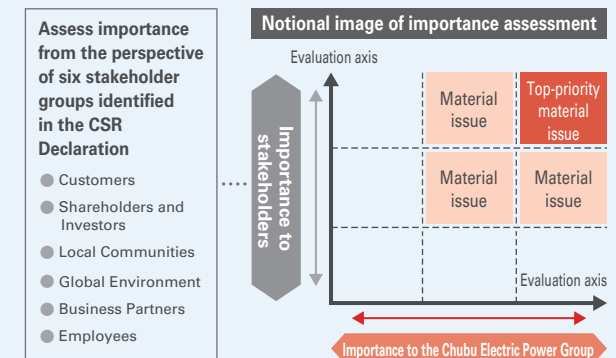 Assess importance
from the perspective
of six stakeholder
groups identified
in the CSR
Declaration
Customers
Shareholders and
Investors
Local Communities
Global Environment
Business Partners
Employees
Notional image of importance assessment
Evaluation axis
Importance to
stakeholders
Material
issue
Top-priority
material
issue
Material
issue
Material
issue
Evaluation axis
Importance to the Chubu Electric Power Group